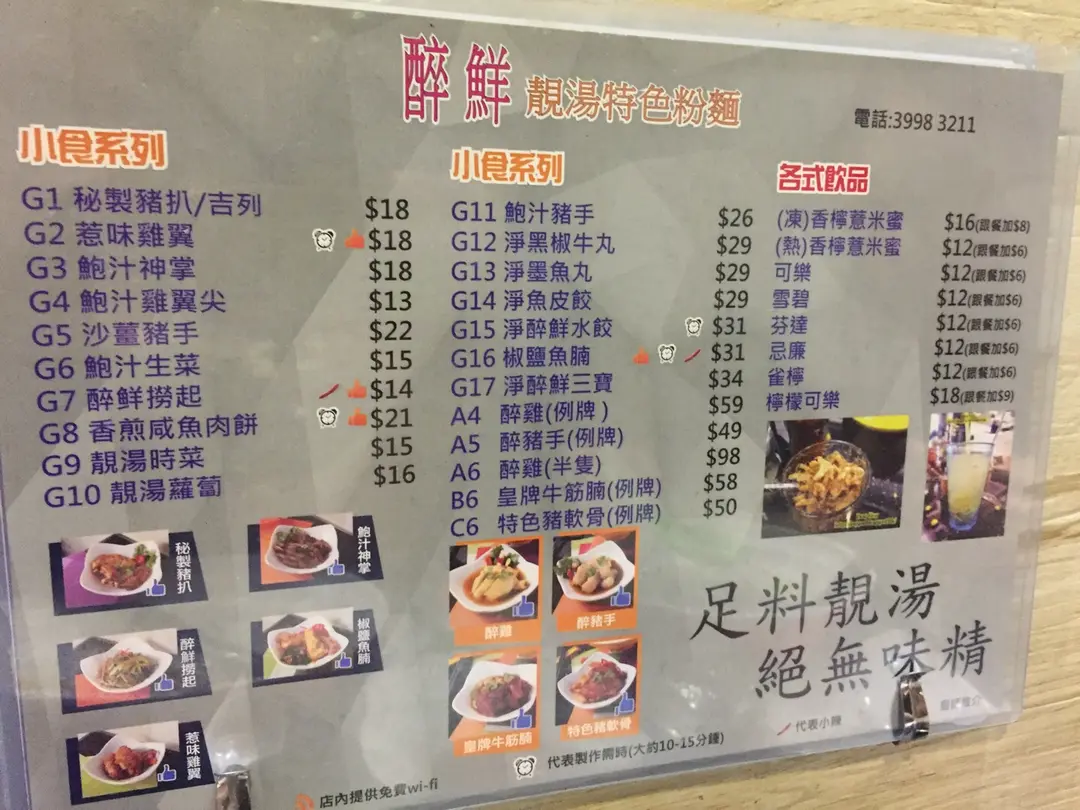 醉鮮 靚湯特色粉麵
電話:3998 3211
小食系列
G1 秘製豬扒/吉列 $18
G2 惹味雞翼 $18
G3 鮑汁神掌 $18
G4 鮑汁雞翼尖 $13
G5 沙薑豬手 $22
G6 鮑汁生菜 $15
G7 醉鮮撈起 $14
G8 香煎咸魚肉餅 $21
G9 靚湯時菜 $15
G10 靚湯蘿蔔 $16
小食系列
G11 鮑汁豬手 $26
G12 淨黑椒牛丸 $29
G13 淨墨魚丸 $29
G14 淨魚皮餃 $29
G15 淨醉鮮水餃 $31
G16 椒鹽魚腩 $31
G17 淨醉鮮三寶 $34
A4 醉雞(例牌) $59
A5 醉豬手(例牌) $49
A6 醉雞(半隻) $98
B6 皇牌牛筋腩(例牌) $58
C6 特色豬軟骨(例牌) $50
各式飲品
(凍)香檸薏米蜜 $16(跟餐加$8)
(熱)香檸薏米蜜 $12(跟餐加$6)
可樂 $12(跟餐加$6)
雪碧 $12(跟餐加$6)
芬達 $12(跟餐加$6)
忌廉 $12(跟餐加$6)
雀檸 $12(跟餐加$6)
檸檬可樂 $18(跟餐加$9)
秘製豬扒
鮑汁神掌
醉鮮撈起
椒鹽魚腩
惹味雞翼
醉雞
醉豬手
皇牌牛筋腩
特色豬軟骨
足料靚湯
絕無味精
代表小辣
代表製作需時(大約10-15分鐘)
店內提供免費wi-fi